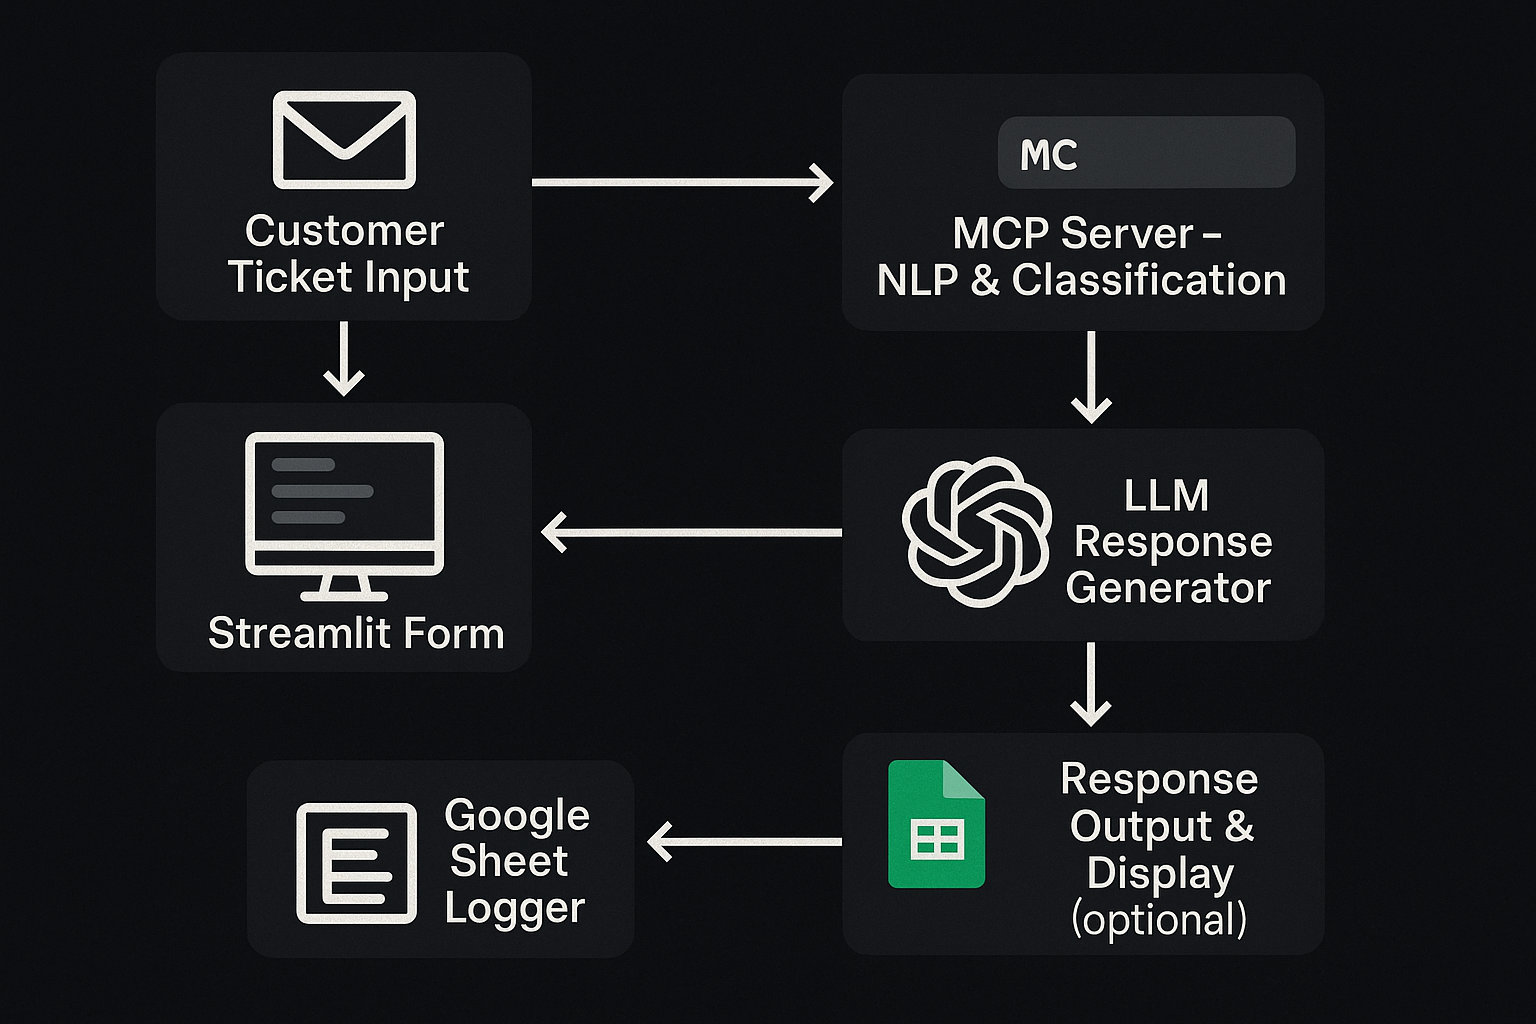 Customer
Ticket Input
MC
MCP Server –
NLP & Classification
Streamlit Form
LLM
Response
Generator
Google
Sheet
Logger
Response
Output &
Display
(optional)